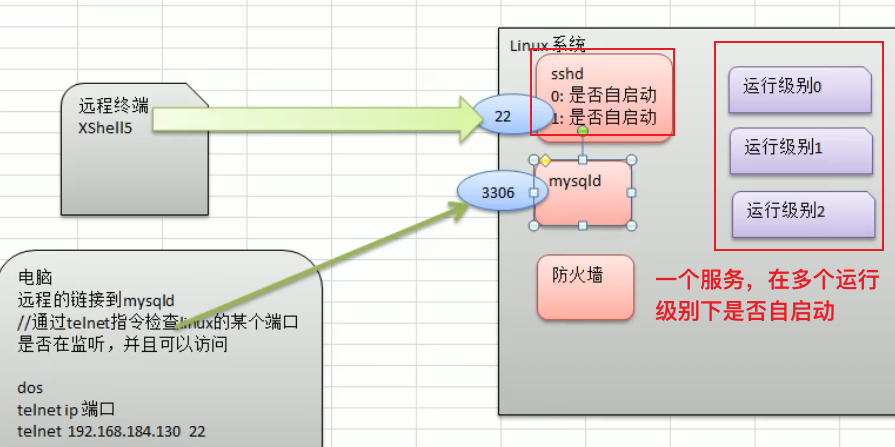 Linux 系统
sshd
0: 是否自启动
1: 是否自启动
运行级别0
运行级别1
运行级别2
远程终端
XShell5
22
3306
mysqld
防火墙
一个服务，在多个运行
级别下是否自启动
电脑
远程的链接到mysqld
//通过telnet指令检查linux的某个端口
是否在监听，并且可以访问
dos
telnet ip 端口
telnet 192.168.184.130 22